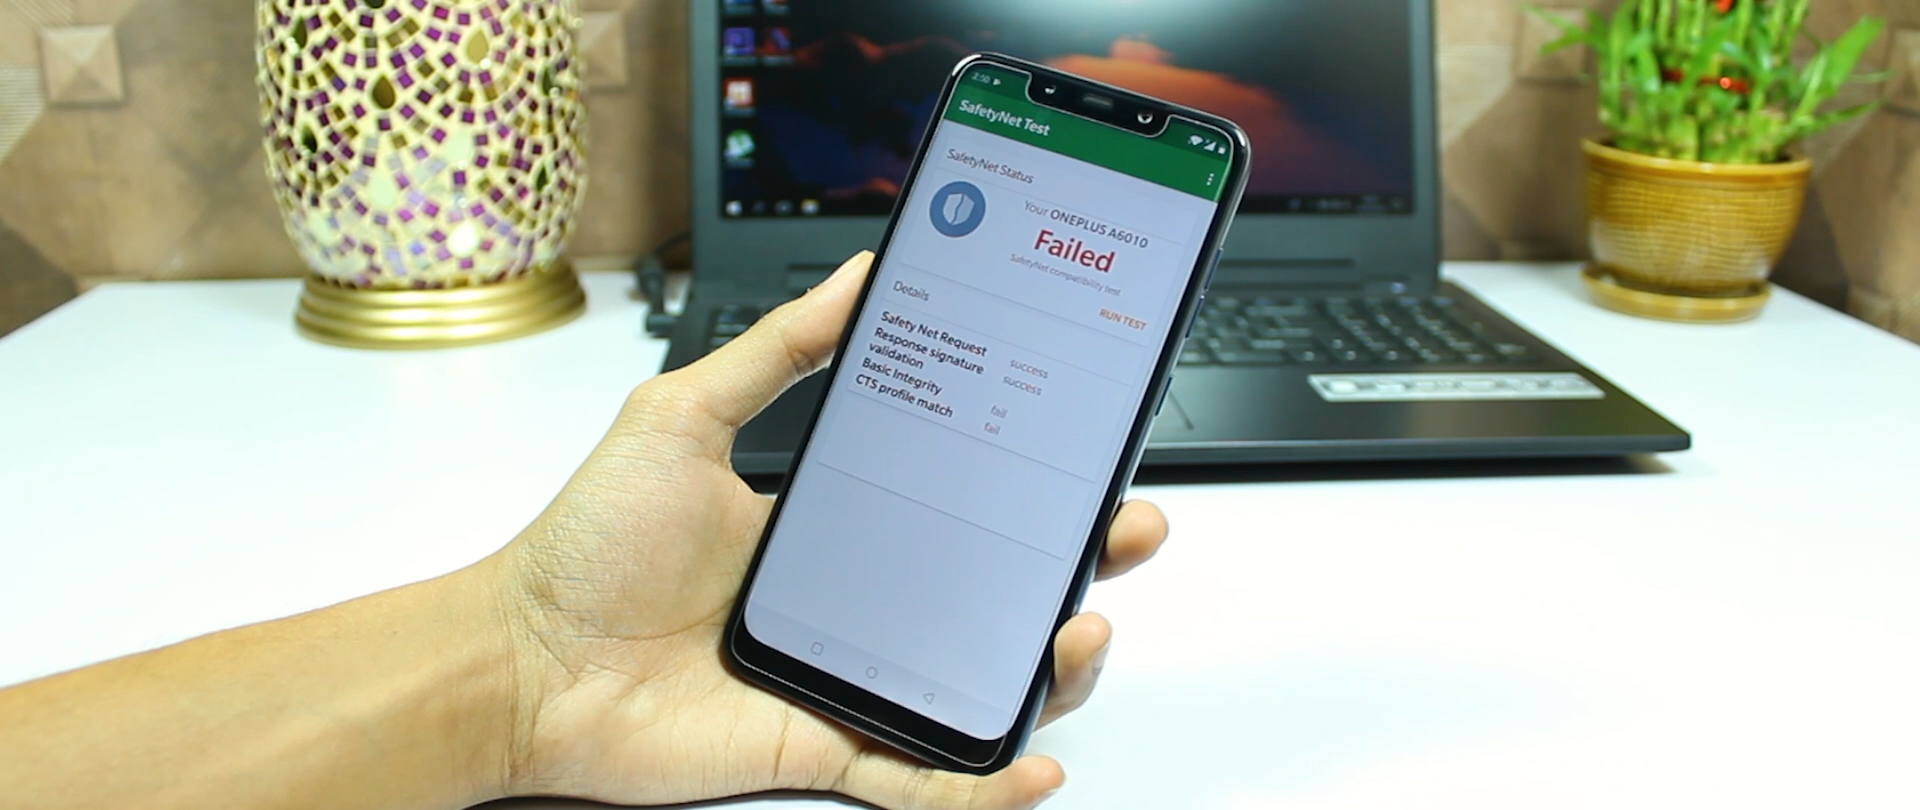 2:50
SafetyNet Test
SafetyNet Status
Your ONEPLUS A6010
Failed
SafetyNet compatibility test
RUN TEST
Details
Safety Net Request success
Response signature validation success
Basic Integrity fail
CTS profile match fail